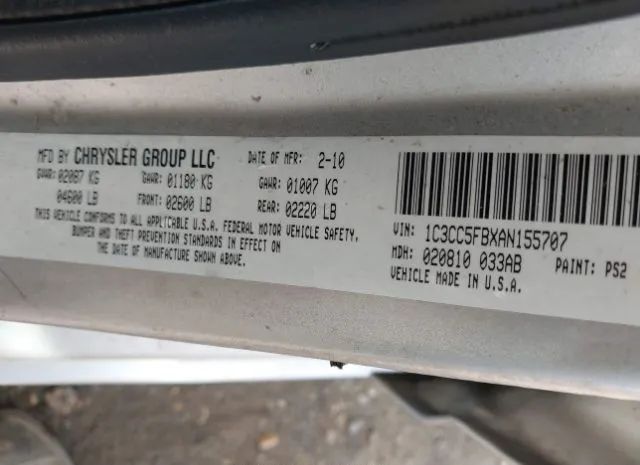 MFD BY CHRYSLER GROUP LLC DATE OF MFR: 2-10
GVWR: 02087 KG GAWR: 01180 KG GAWR: 01007 KG
04600 LB FRONT: 02600 LB REAR: 02220 LB
THIS VEHICLE CONFORMS TO ALL APPLICABLE U.S.A. FEDERAL MOTOR VEHICLE SAFETY,
BUMPER AND THEFT PREVENTION STANDARDS IN EFFECT ON
THE DATE OF MANUFACTURE SHOWN ABOVE.
VIN: 1C3CC5FBXAN155707
MDH: 020810 033AB PAINT: PS2
VEHICLE MADE IN U.S.A.